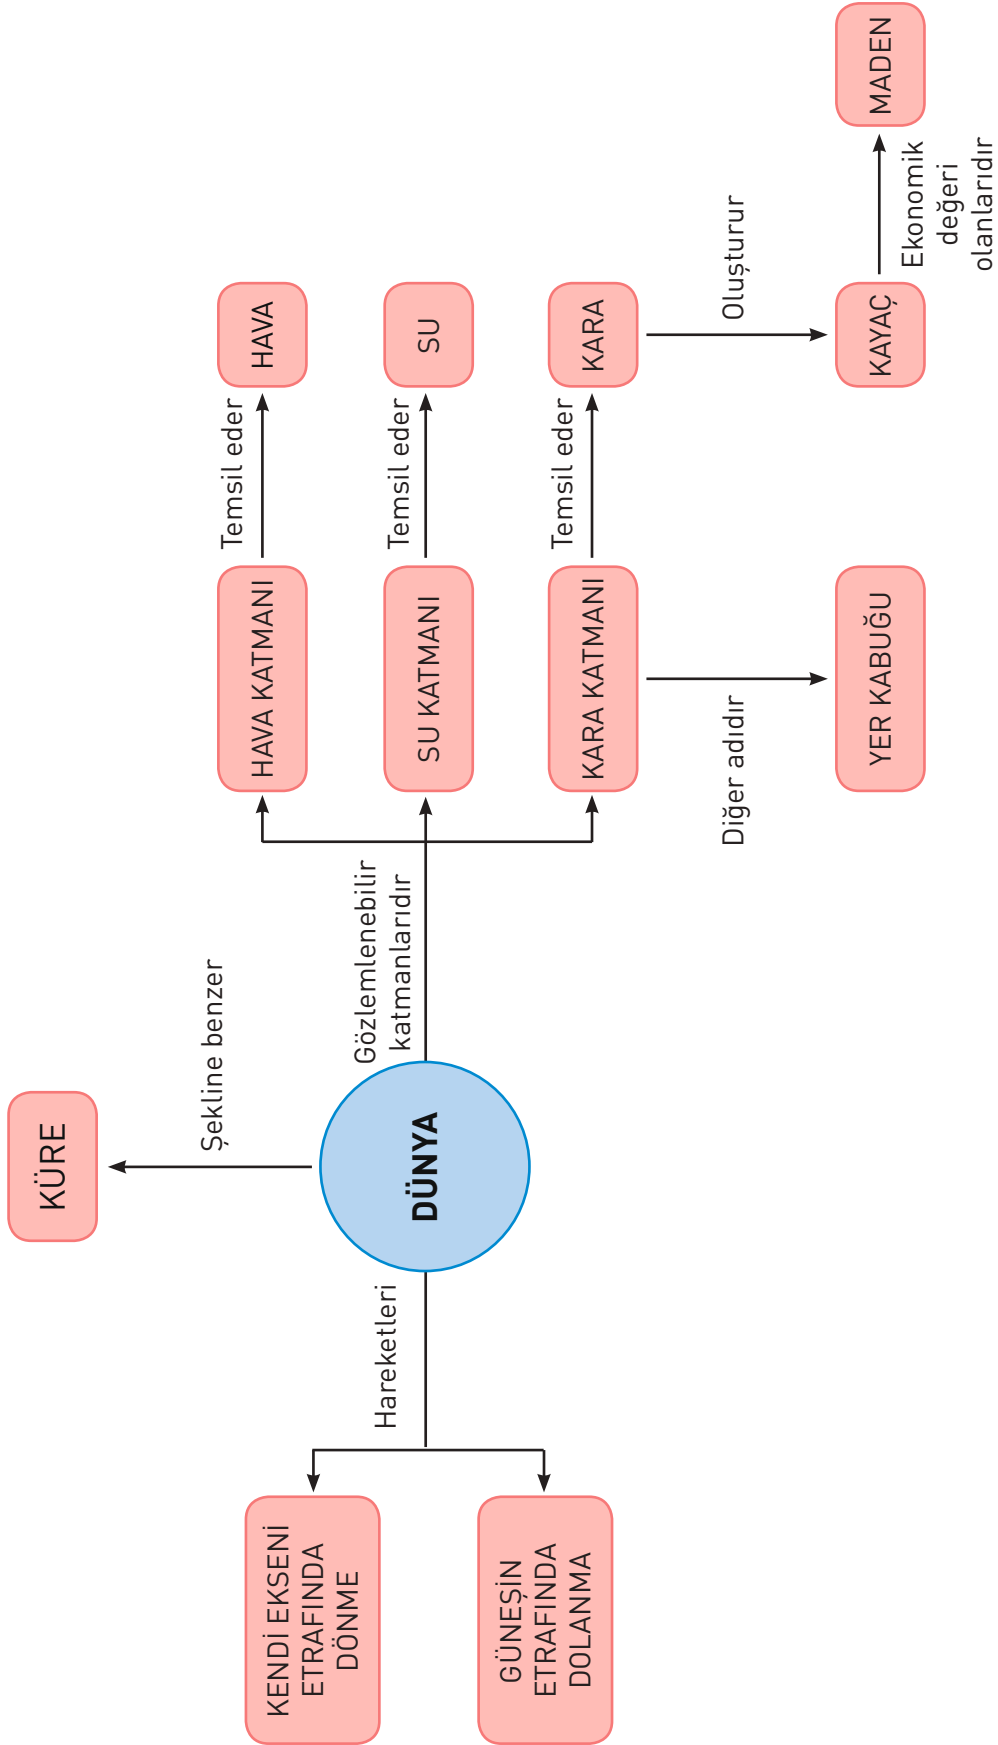 KÜRE
Şekline benzer
DÜNYA
Hareketleri
KENDİ EKSENİ
ETRAFINDA
DÖNME
GÜNEŞİN
ETRAFINDA
DOLANMA
Gözlemlenebilir
katmanlarıdır
HAVA KATMANI
Temsil eder
HAVA
SU KATMANI
Temsil eder
SU
KARA KATMANI
Temsil eder
KARA
Diğer adıdır
YER KABUĞU
Oluşturur
KAYAÇ
Ekonomik
değeri
olanlarıdır
MADEN